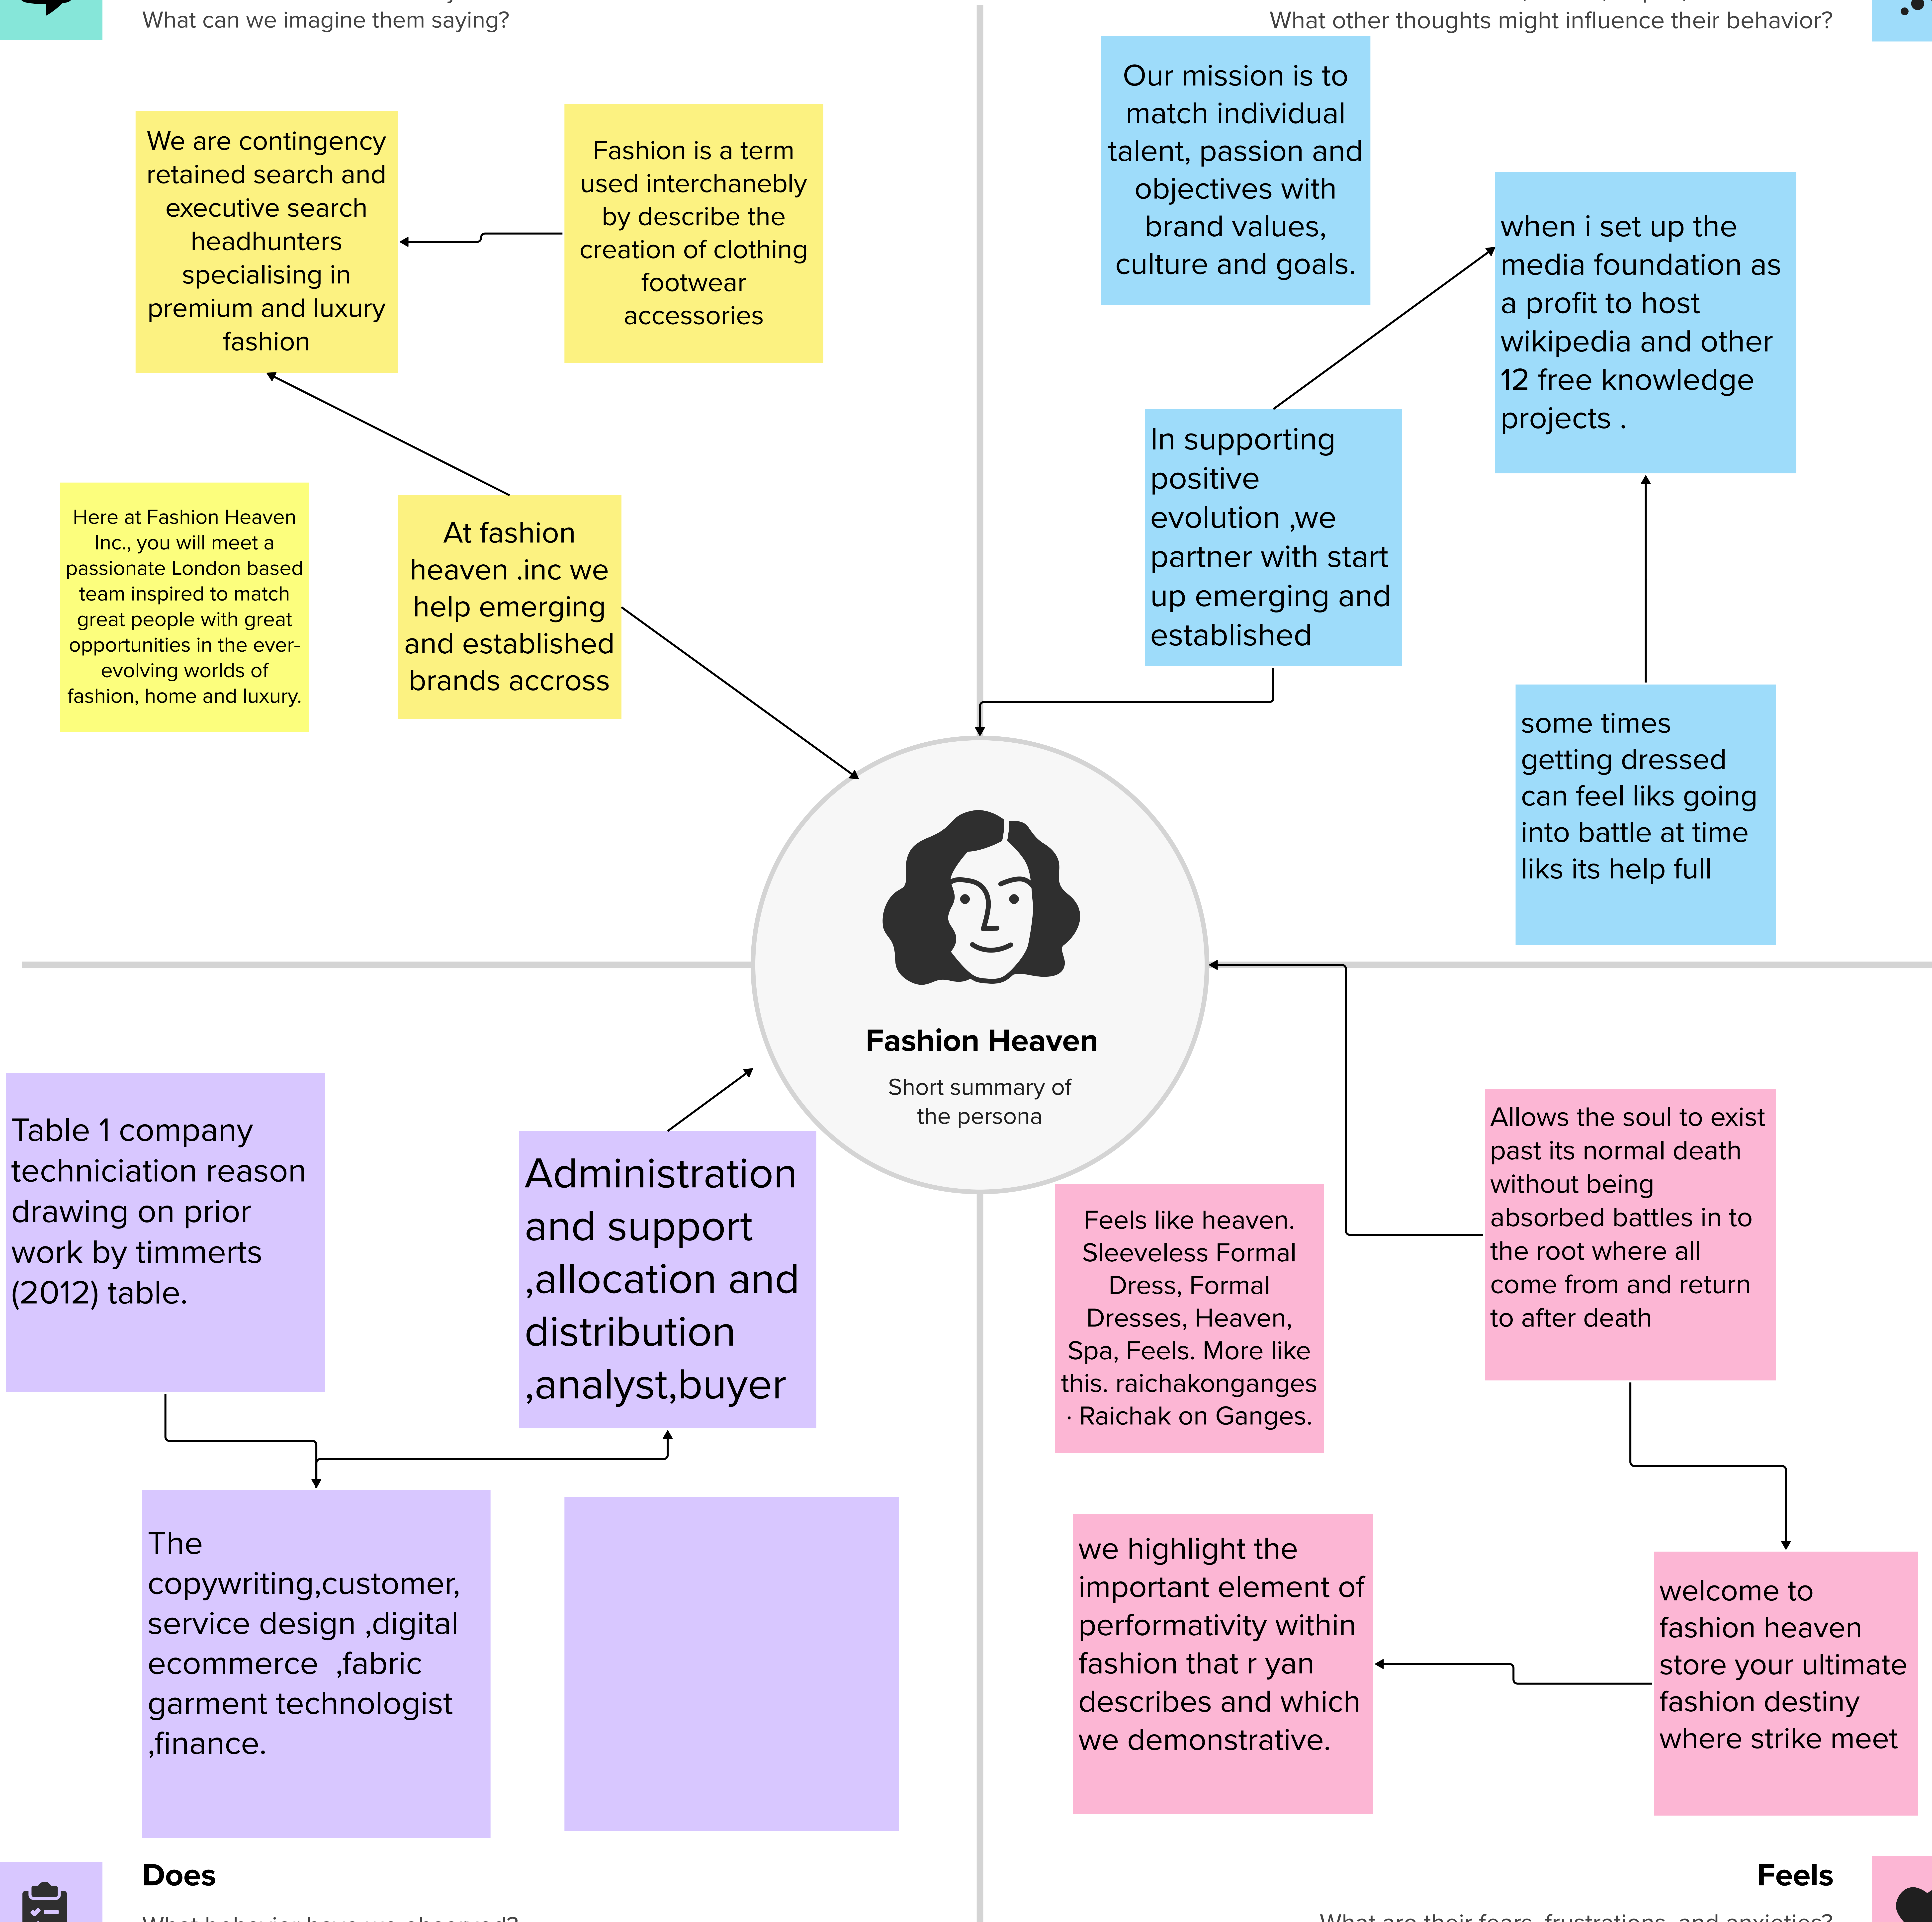 What can we imagine them saying?
What other thoughts might influence their behavior?
We are contingency
retained search and
executive search
headhunters
specialising in
premium and luxury
fashion
Fashion is a term
used interchanebly
by describe the
creation of clothing
footwear
accessories
Here at Fashion Heaven
Inc., you will meet a
passionate London based
team inspired to match
great people with great
opportunities in the ever-
evolving worlds of
fashion, home and luxury.
At fashion
heaven .inc we
help emerging
and established
brands accross
Our mission is to
match individual
talent, passion and
objectives with
brand values,
culture and goals.
when i set up the
media foundation as
a profit to host
wikipedia and other
12 free knowledge
projects .
In supporting
positive
evolution ,we
partner with start
up emerging and
established
some times
getting dressed
can feel liks going
into battle at time
liks its help full
Fashion Heaven
Short summary of
the persona
Table 1 company
techniciation reason
drawing on prior
work by timmerts
(2012) table.
Administration
and support
,allocation and
distribution
,analyst,buyer
The
copywriting,customer,
service design ,digital
ecommerce  ,fabric
garment technologist
,finance.
Feels like heaven.
Sleeveless Formal
Dress, Formal
Dresses, Heaven,
Spa, Feels. More like
this. raichakonganges
· Raichak on Ganges.
Allows the soul to exist
past its normal death
without being
absorbed battles in to
the root where all
come from and return
to after death
we highlight the
important element of
performativity within
fashion that r yan
describes and which
we demonstrative.
welcome to
fashion heaven
store your ultimate
fashion destiny
where strike meet
Does
What behavior have we observed?
Feels
What are their fears, frustrations, and anxieties?